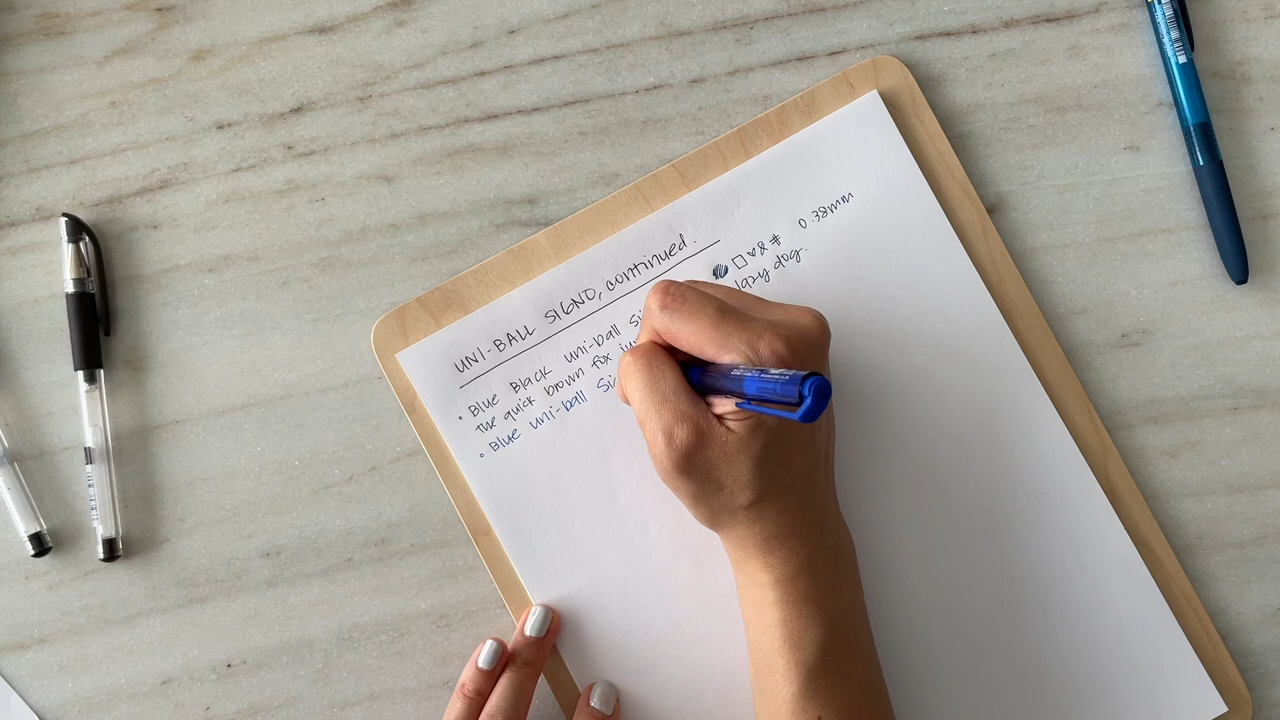 UNI-BALL SIGNO, continued.
• Blue Black uni-ball □ ♡ & # 0.38mm
the quick brown fox lazy dog.
• Blue uni-ball